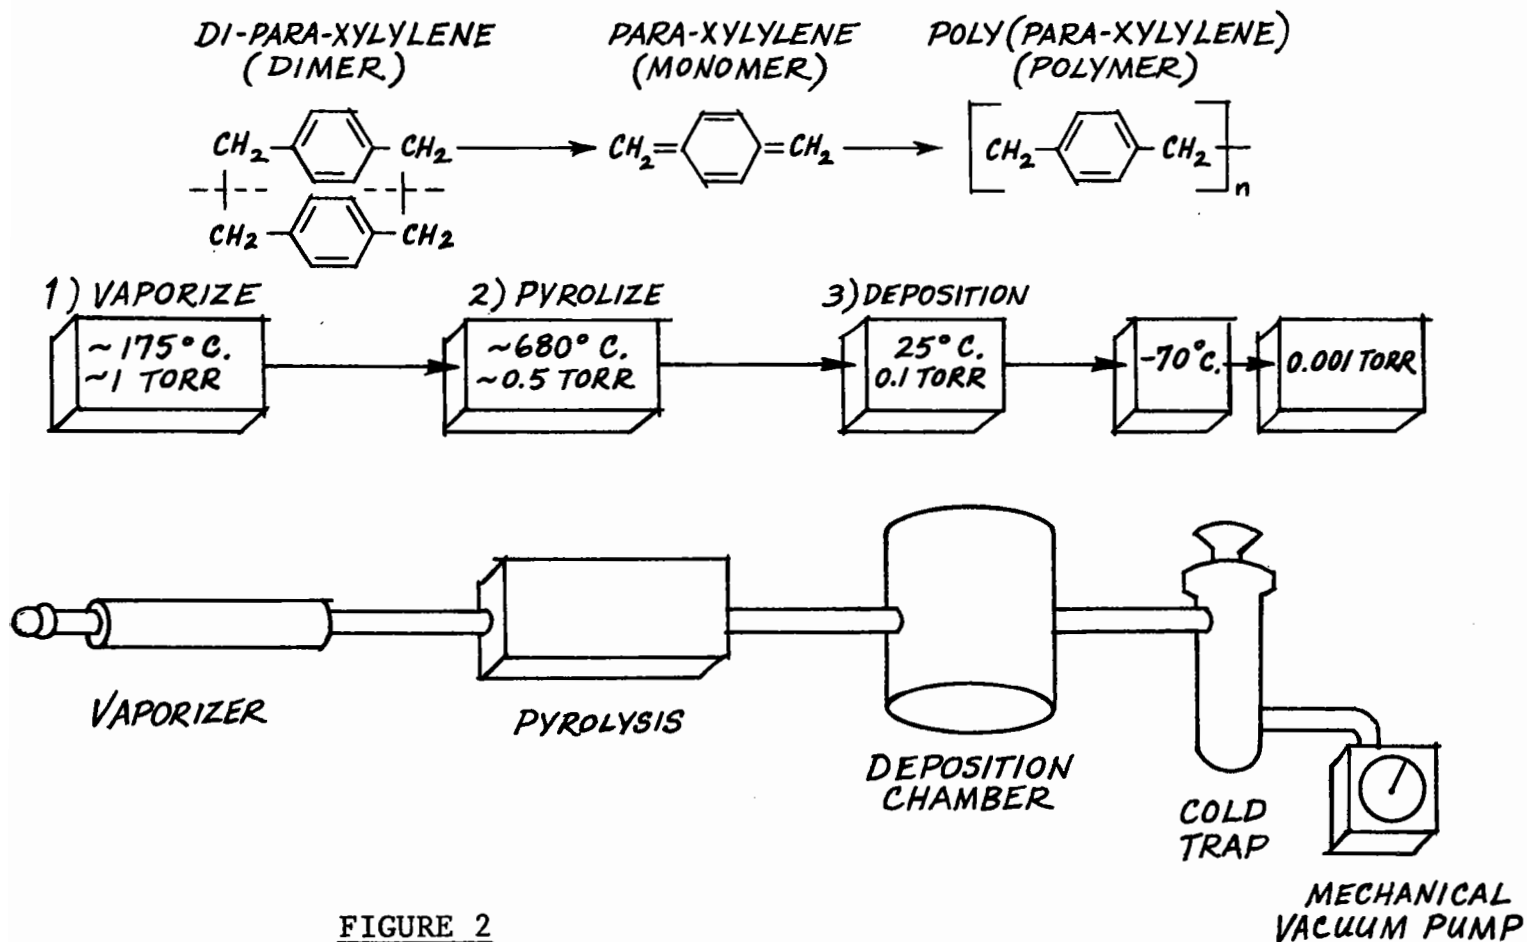 DI-PARA-XYLYLENE
(DIMER)
PARA-XYLYLENE
(MONOMER)
POLY(PARA-XYLYLENE)
(POLYMER)
CH2 CH2
CH2 CH2
CH2= =CH2
[CH2 CH2]n
1) VAPORIZE
~175° C.
~1 TORR
2) PYROLIZE
~680° C.
~0.5 TORR
3) DEPOSITION
25° C.
0.1 TORR
-70°C.
0.001 TORR
VAPORIZER
PYROLYSIS
DEPOSITION
CHAMBER
COLD
TRAP
MECHANICAL
VACUUM PUMP
FIGURE 2